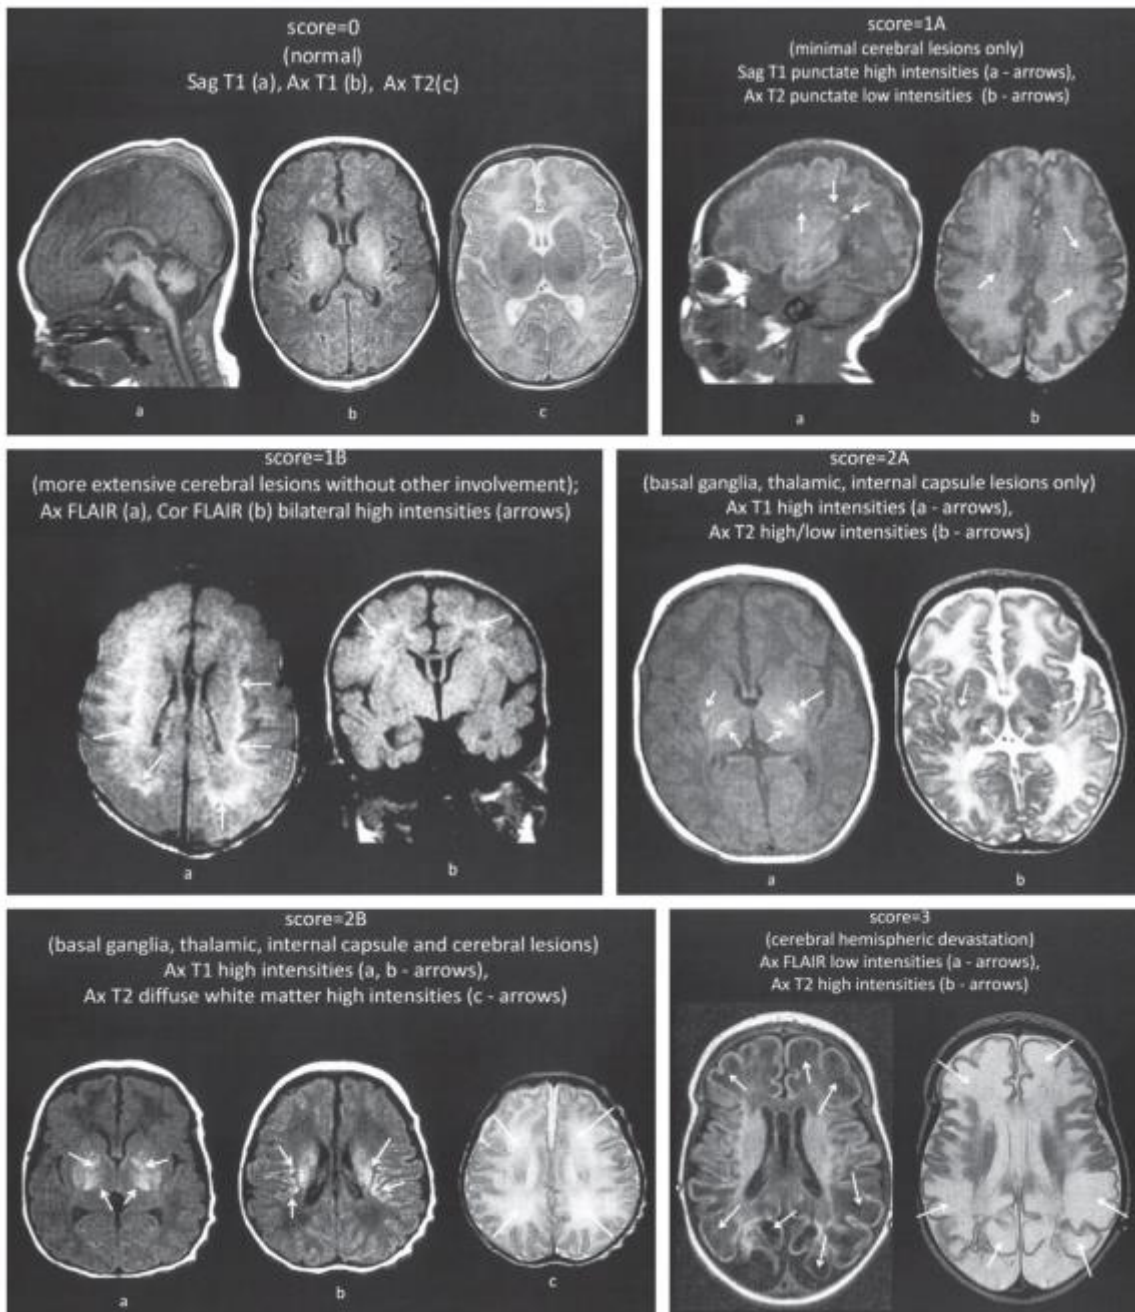 score=0
(normal)
Sag T1 (a), Ax T1 (b), Ax T2(c)
a
b
c
score=1A
(minimal cerebral lesions only)
Sag T1 punctate high intensities (a - arrows),
Ax T2 punctate low intensities (b - arrows)
a
b
score=1B
(more extensive cerebral lesions without other involvement);
Ax FLAIR (a), Cor FLAIR (b) bilateral high intensities (arrows)
a
b
score=2A
(basal ganglia, thalamic, internal capsule lesions only)
Ax T1 high intensities (a - arrows),
Ax T2 high/low intensities (b - arrows)
a
b
score=2B
(basal ganglia, thalamic, internal capsule and cerebral lesions)
Ax T1 high intensities (a, b - arrows),
Ax T2 diffuse white matter high intensities (c - arrows)
a
b
c
score=3
(cerebral hemispheric devastation)
Ax FLAIR low intensities (a - arrows),
Ax T2 high intensities (b - arrows)